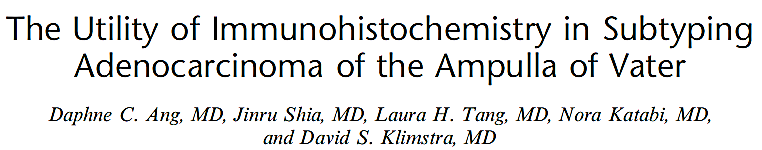 The Utility of Immunohistochemistry in Subtyping
Adenocarcinoma of the Ampulla of Vater
Daphne C. Ang, MD, Jinru Shia, MD, Laura H. Tang, MD, Nora Katabi, MD,
and David S. Klimstra, MD